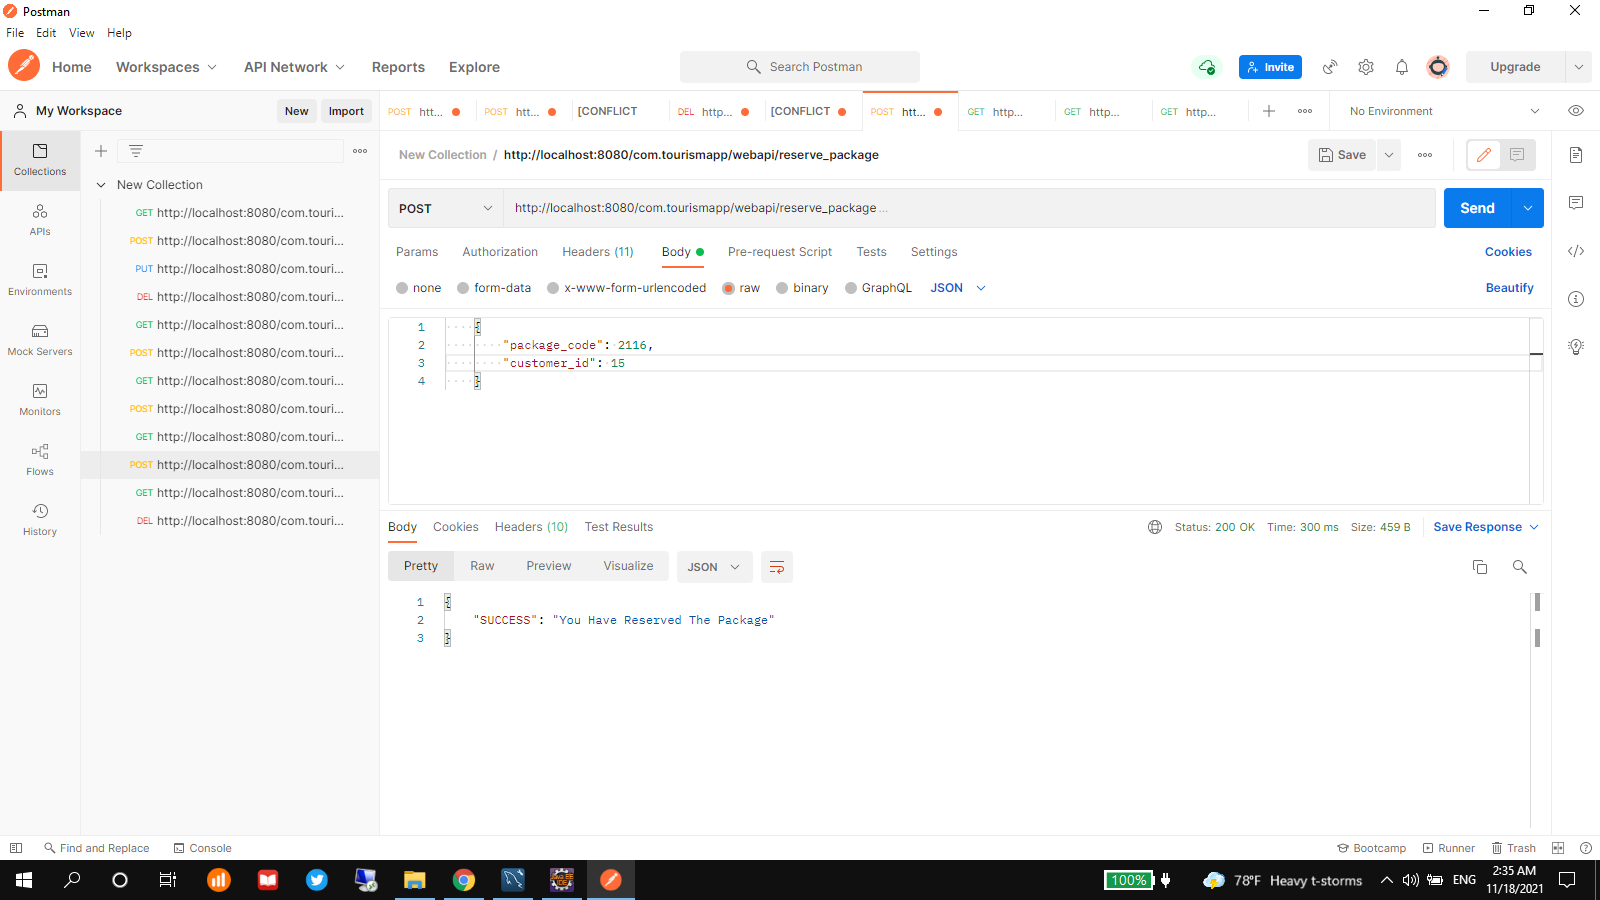 Postman
File Edit View Help
Home Workspaces API Network Reports Explore Search Postman Invite Upgrade
My Workspace New Import POST htt... POST htt... [CONFLICT DEL http... [CONFLICT POST htt... GET http... GET http... GET http... No Environment
New Collection / http://localhost:8080/com.tourismapp/webapi/reserve_package Save
Collections
New Collection
GET http://localhost:8080/com.touri...
POST http://localhost:8080/com.touri...
PUT http://localhost:8080/com.touri...
DEL http://localhost:8080/com.touri...
GET http://localhost:8080/com.touri...
POST http://localhost:8080/com.touri...
GET http://localhost:8080/com.touri...
POST http://localhost:8080/com.touri...
GET http://localhost:8080/com.touri...
POST http://localhost:8080/com.touri...
GET http://localhost:8080/com.touri...
DEL http://localhost:8080/com.touri...
APIs
Environments
Mock Servers
Monitors
Flows
History
POST http://localhost:8080/com.tourismapp/webapi/reserve_package... Send
Params Authorization Headers (11) Body Pre-request Script Tests Settings Cookies
none form-data x-www-form-urlencoded raw binary GraphQL JSON Beautify
1 {
2 "package_code": 2116,
3 "customer_id": 15
4 }
Body Cookies Headers (10) Test Results Status: 200 OK Time: 300 ms Size: 459 B Save Response
Pretty Raw Preview Visualize JSON
1 {
2 "SUCCESS": "You Have Reserved The Package"
3 }
Find and Replace Console Bootcamp Runner Trash
100% 78°F Heavy t-storms ENG 2:35 AM
11/18/2021